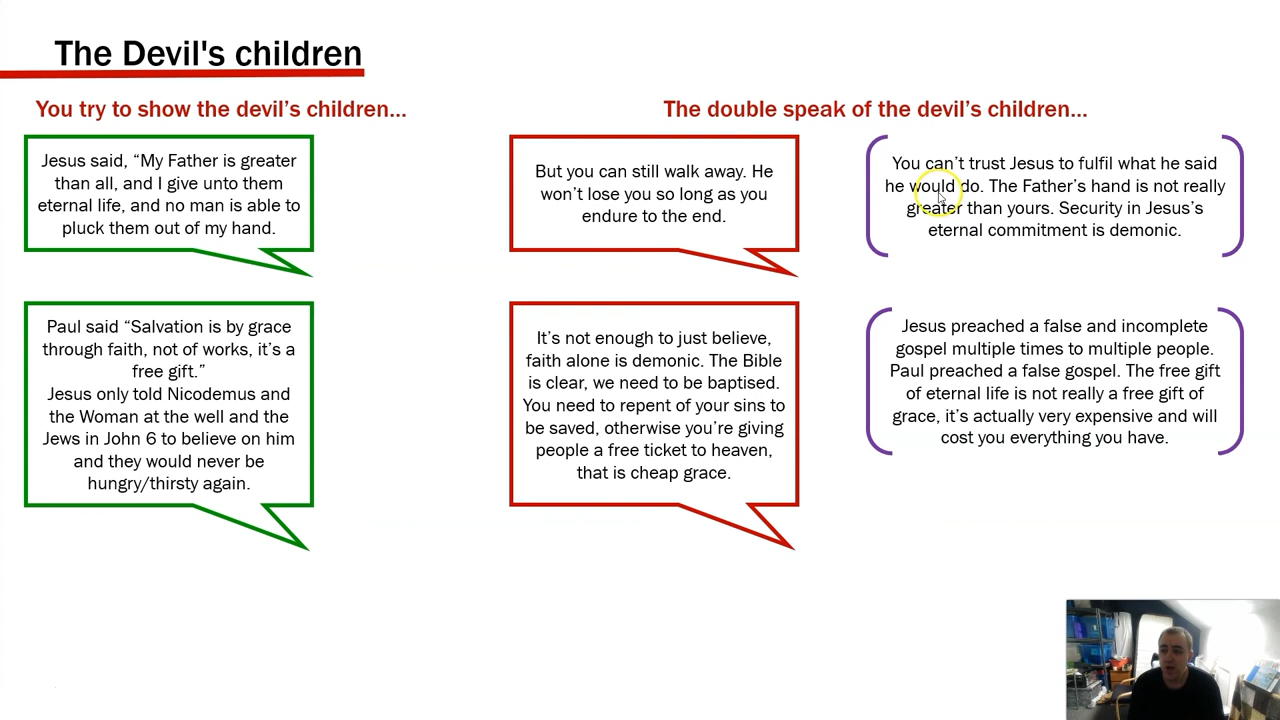 The Devil's children
You try to show the devil's children...
The double speak of the devil's children...
Jesus said, “My Father is greater
than all, and I give unto them
eternal life, and no man is able to
pluck them out of my hand.
But you can still walk away. He
won't lose you so long as you
endure to the end.
You can't trust Jesus to fulfil what he said
he would do. The Father's hand is not really
greater than yours. Security in Jesus's
eternal commitment is demonic.
Paul said “Salvation is by grace
through faith, not of works, it's a
free gift.”
Jesus only told Nicodemus and
the Woman at the well and the
Jews in John 6 to believe on him
and they would never be
hungry/thirsty again.
It's not enough to just believe,
faith alone is demonic. The Bible
is clear, we need to be baptised.
You need to repent of your sins to
be saved, otherwise you're giving
people a free ticket to heaven,
that is cheap grace.
Jesus preached a false and incomplete
gospel multiple times to multiple people.
Paul preached a false gospel. The free gift
of eternal life is not really a free gift of
grace, it's actually very expensive and will
cost you everything you have.